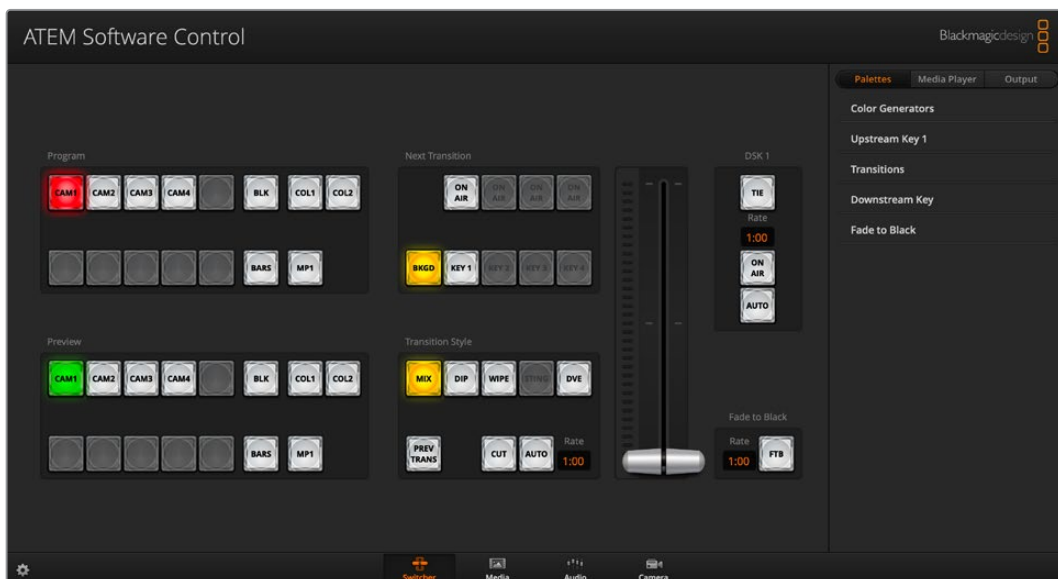 ATEM Software Control
Blackmagicdesign
Palettes Media Player Output
Color Generators
Upstream Key 1
Transitions
Downstream Key
Fade to Black
Program
CAM1 CAM2 CAM3 CAM4 BLK COL1 COL2
BARS MP1
Next Transition
ON AIR ON AIR ON AIR ON AIR
BKGD KEY 1 KEY 2 KEY 3 KEY 4
DSK 1
TIE
Rate
1:00
ON AIR
AUTO
Preview
CAM1 CAM2 CAM3 CAM4 BLK COL1 COL2
BARS MP1
Transition Style
MIX DIP WIPE STING DVE
PREV TRANS CUT AUTO Rate 1:00
Fade to Black
Rate
1:00 FTB
Switcher Media Audio Camera